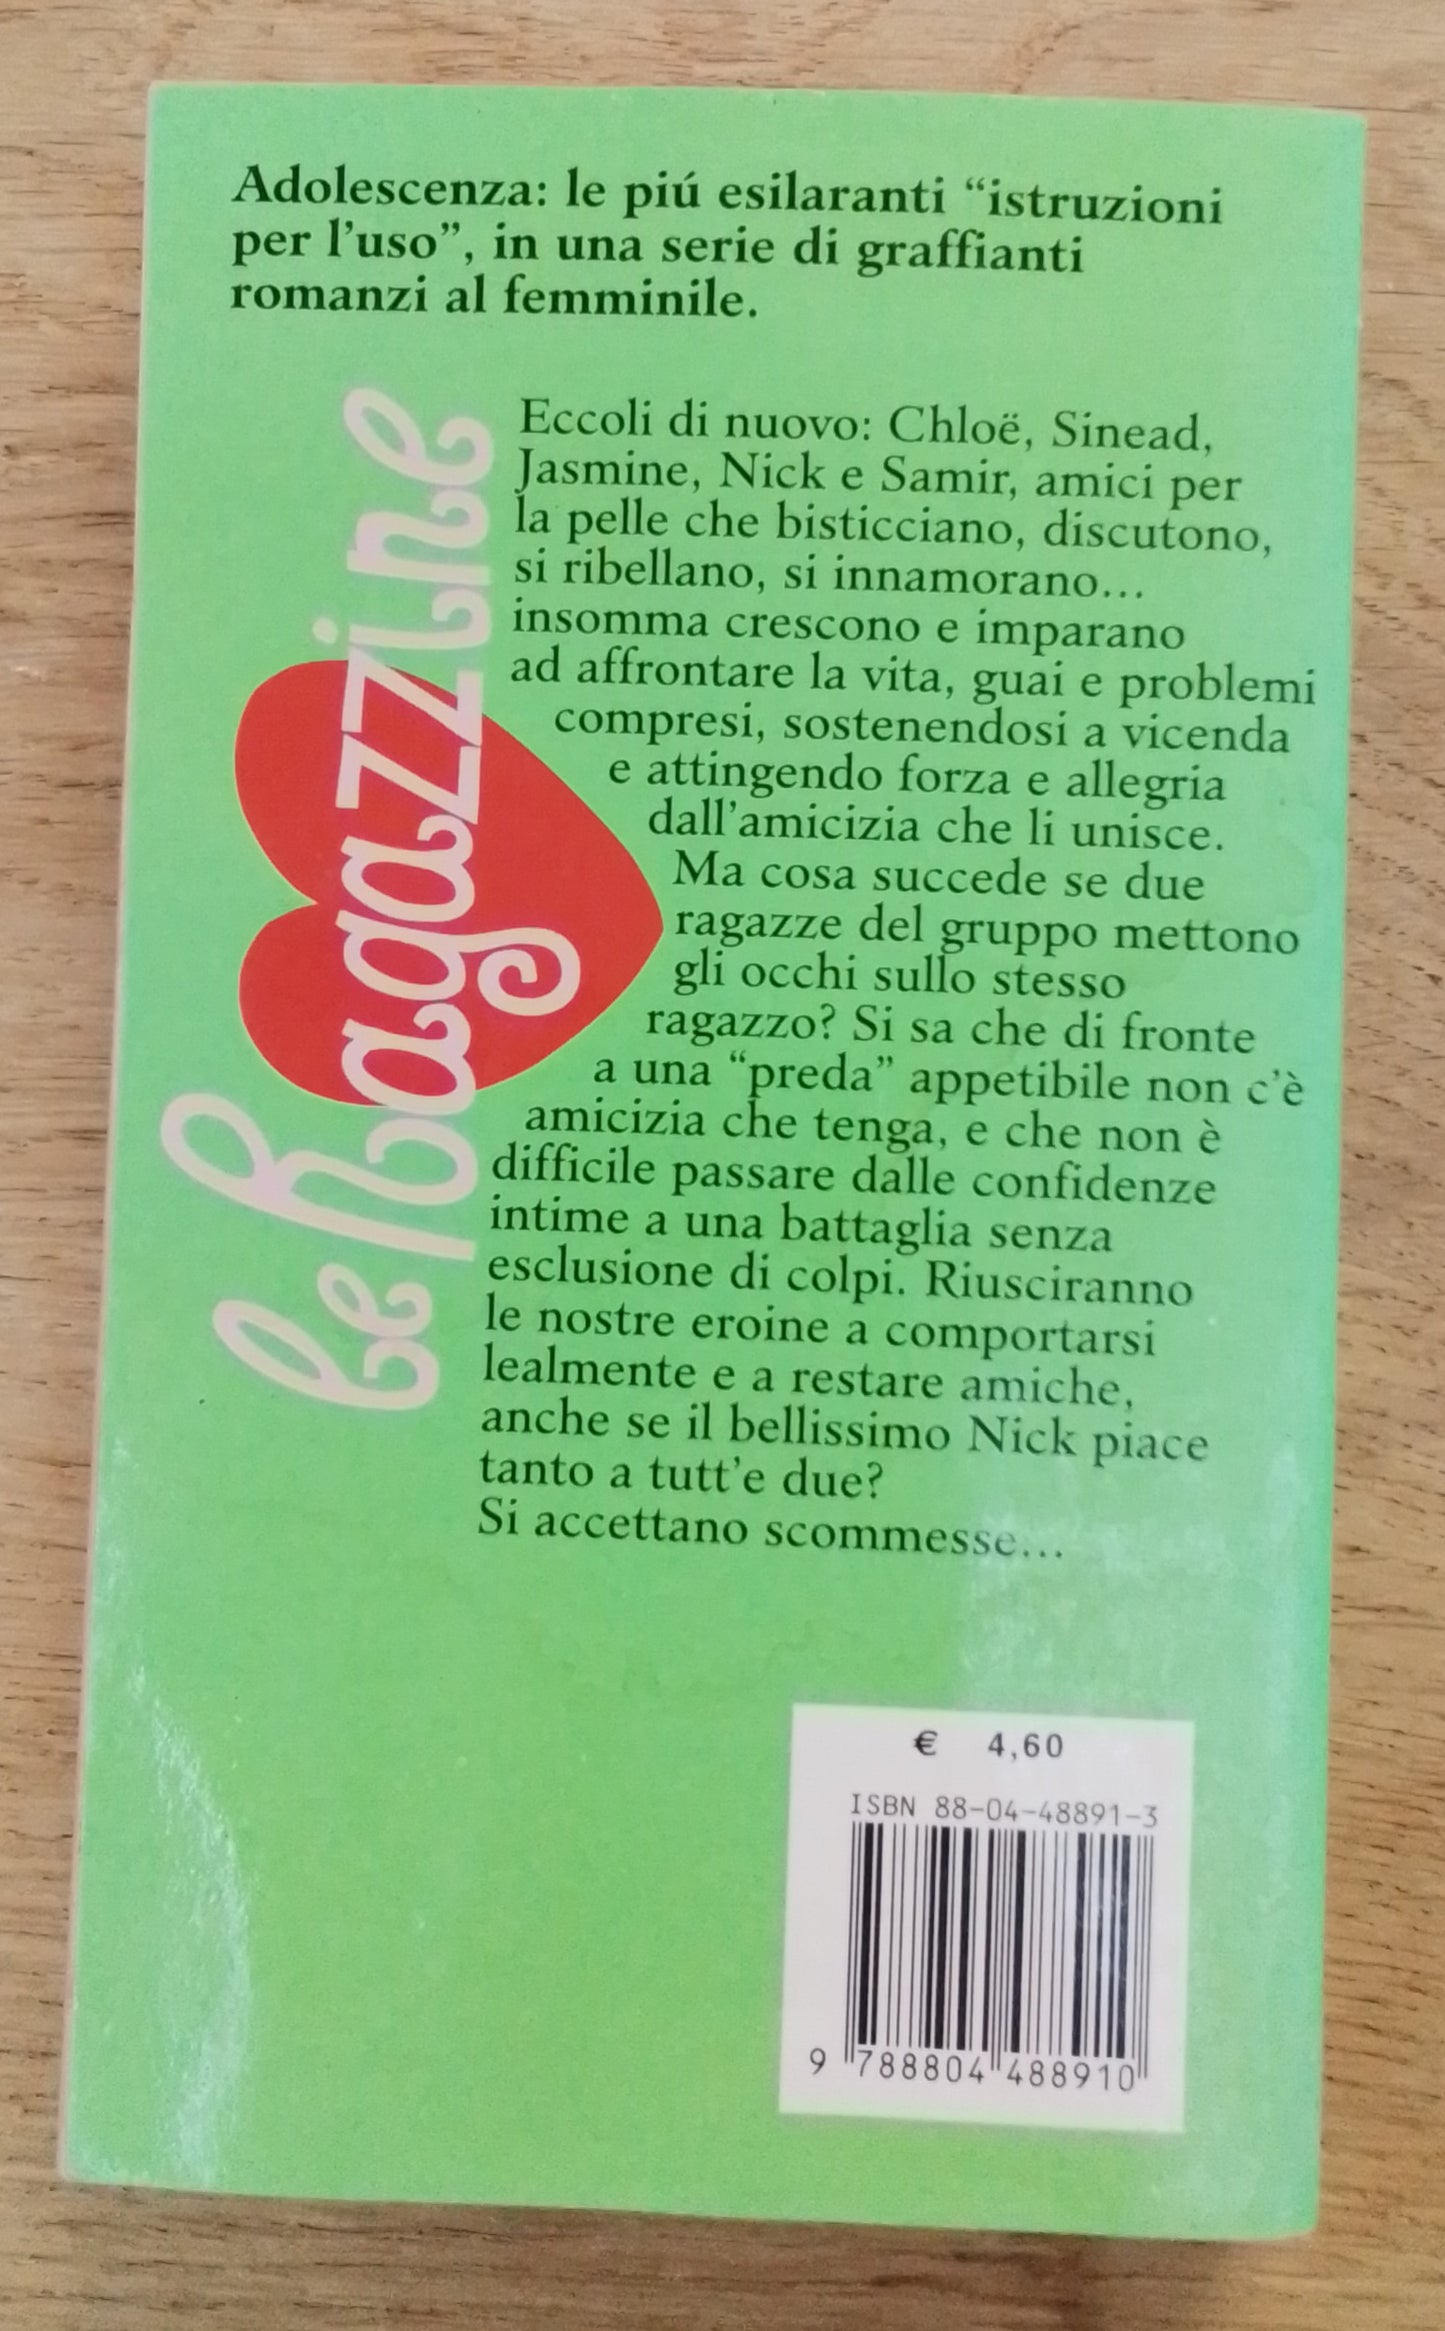 Adolescenza: le piú esilaranti “istruzioni
per l’uso”, in una serie di graffianti
romanzi al femminile.
le Ragazzine
Eccoli di nuovo: Chloë, Sinead,
Jasmine, Nick e Samir, amici per
la pelle che bisticciano, discutono,
si ribellano, si innamorano...
insomma crescono e imparano
ad affrontare la vita, guai e problemi
compresi, sostenendosi a vicenda
e attingendo forza e allegria
dall’amicizia che li unisce.
Ma cosa succede se due
ragazze del gruppo mettono
gli occhi sullo stesso
ragazzo? Si sa che di fronte
a una “preda” appetibile non c’è
amicizia che tenga, e che non è
difficile passare dalle confidenze
intime a una battaglia senza
esclusione di colpi. Riusciranno
le nostre eroine a comportarsi
lealmente e a restare amiche,
anche se il bellissimo Nick piace
tanto a tutt’e due?
Si accettano scommesse...
€ 4,60
ISBN 88-04-48891-3
9 788804 488910